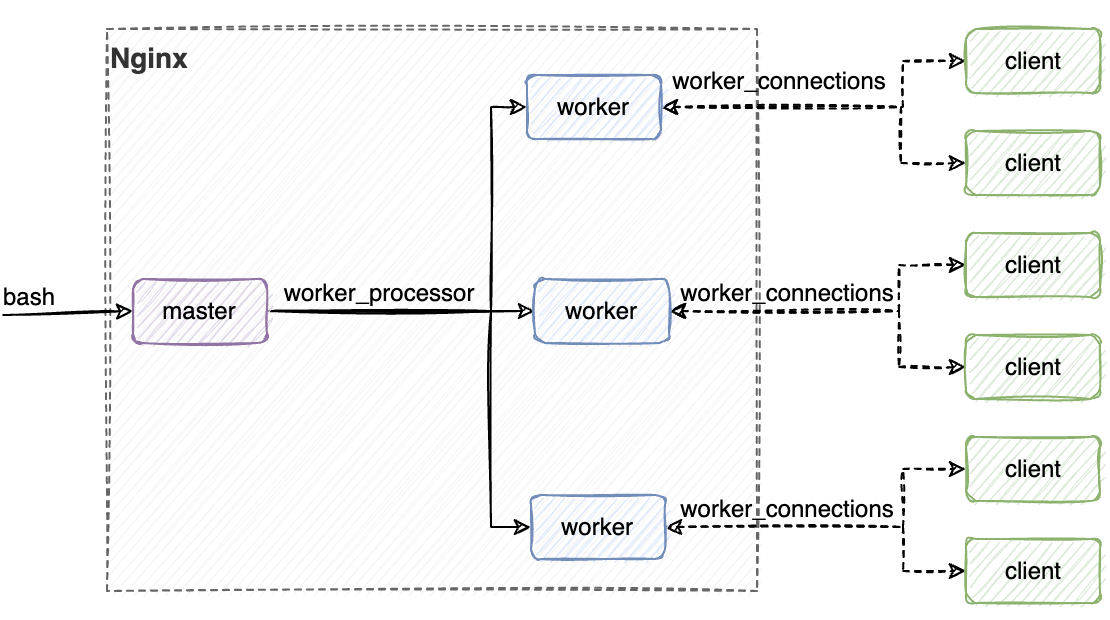 Nginx
bash
master
worker_processor
worker
worker_connections
client
client
worker
worker_connections
client
client
worker
worker_connections
client
client